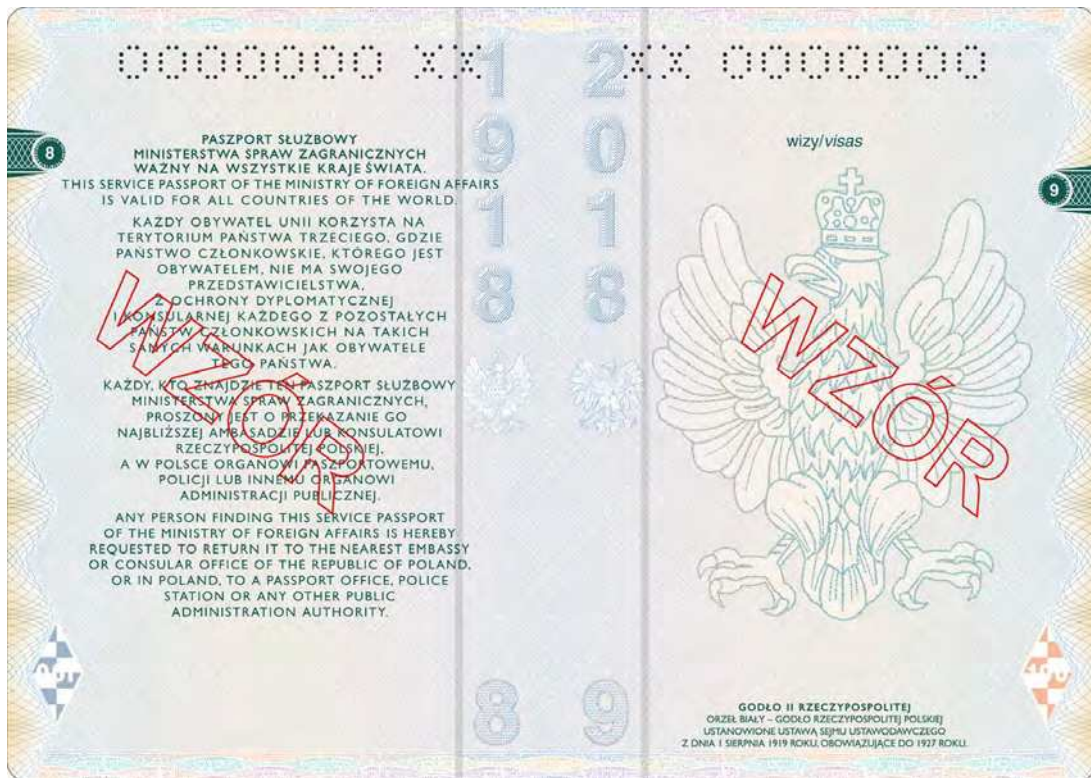 0000000 XX
XX 0000000
1 2
9 0
1 1
8 8
8
PASZPORT SŁUŻBOWY
MINISTERSTWA SPRAW ZAGRANICZNYCH
WAŻNY NA WSZYSTKIE KRAJE ŚWIATA.
THIS SERVICE PASSPORT OF THE MINISTRY OF FOREIGN AFFAIRS
IS VALID FOR ALL COUNTRIES OF THE WORLD.
KAŻDY OBYWATEL UNII KORZYSTA NA
TERYTORIUM PAŃSTWA TRZECIEGO, GDZIE
PAŃSTWO CZŁONKOWSKIE, KTÓREGO JEST
OBYWATELEM, NIE MA SWOJEGO
PRZEDSTAWICIELSTWA,
Z OCHRONY DYPLOMATYCZNEJ
I KONSULARNEJ KAŻDEGO Z POZOSTAŁYCH
PAŃSTW CZŁONKOWSKICH NA TAKICH
SAMYCH WARUNKACH JAK OBYWATELE
TEGO PAŃSTWA.
KAŻDY, KTO ZNAJDZIE TEN PASZPORT SŁUŻBOWY
MINISTERSTWA SPRAW ZAGRANICZNYCH,
PROSZONY JEST O PRZEKAZANIE GO
NAJBLIŻSZEJ AMBASADZIE LUB KONSULATOWI
RZECZYPOSPOLITEJ POLSKIEJ,
A W POLSCE ORGANOWI PASZPORTOWEMU,
POLICJI LUB INNEMU ORGANOWI
ADMINISTRACJI PUBLICZNEJ.
ANY PERSON FINDING THIS SERVICE PASSPORT
OF THE MINISTRY OF FOREIGN AFFAIRS IS HEREBY
REQUESTED TO RETURN IT TO THE NEAREST EMBASSY
OR CONSULAR OFFICE OF THE REPUBLIC OF POLAND,
OR IN POLAND, TO A PASSPORT OFFICE, POLICE
STATION OR ANY OTHER PUBLIC
ADMINISTRATION AUTHORITY.
WZÓR
8 9
wizy/visas
9
WZÓR
GODŁO II RZECZYPOSPOLITEJ
ORZEŁ BIAŁY – GODŁO RZECZYPOSPOLITEJ POLSKIEJ
USTANOWIONE USTAWĄ SEJMU USTAWODAWCZEGO
Z DNIA 1 SIERPNIA 1919 ROKU, OBOWIĄZUJĄCE DO 1927 ROKU.